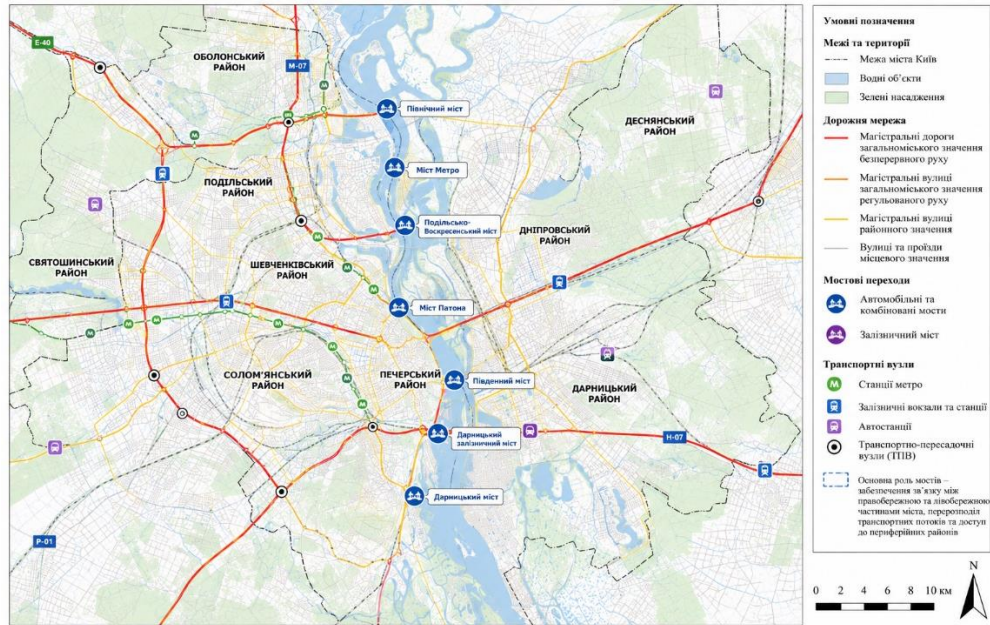 E-40
ОБОЛОНСЬКИЙ
РАЙОН
М-07
Північний міст
ДЕСНЯНСЬКИЙ
РАЙОН
Міст Метро
ПОДІЛЬСЬКИЙ
РАЙОН
Подільсько-
Воскресенський міст
ДНІПРОВСЬКИЙ
РАЙОН
СВЯТОШИНСЬКИЙ
РАЙОН
ШЕВЧЕНКІВСЬКИЙ
РАЙОН
Міст Патона
СОЛОМ'ЯНСЬКИЙ
РАЙОН
ПЕЧЕРСЬКИЙ
РАЙОН
Південний міст
ДАРНИЦЬКИЙ
РАЙОН
Дарницький
залізничний міст
Н-07
Дарницький міст
Р-01
Умовні позначення
Межі та території
Межа міста Київ
Водні об'єкти
Зелені насадження
Дорожня мережа
Магістральні дороги
загальноміського значення
безперервного руху
Магістральні вулиці
загальноміського значення
регульованого руху
Магістральні вулиці
районного значення
Вулиці та проїзди
місцевого значення
Мостові переходи
Автомобільні та
комбіновані мости
Залізничний міст
Транспортні вузли
М Станції метро
Залізничні вокзали та станції
Автостанції
Транспортно-пересадочні
вузли (ТПВ)
Основна роль мостів –
забезпечення зв'язку між
правобережною та лівобережною
частинами міста, перерозподіл
транспортних потоків та доступ
до периферійних районів
N
0 2 4 6 8 10 км